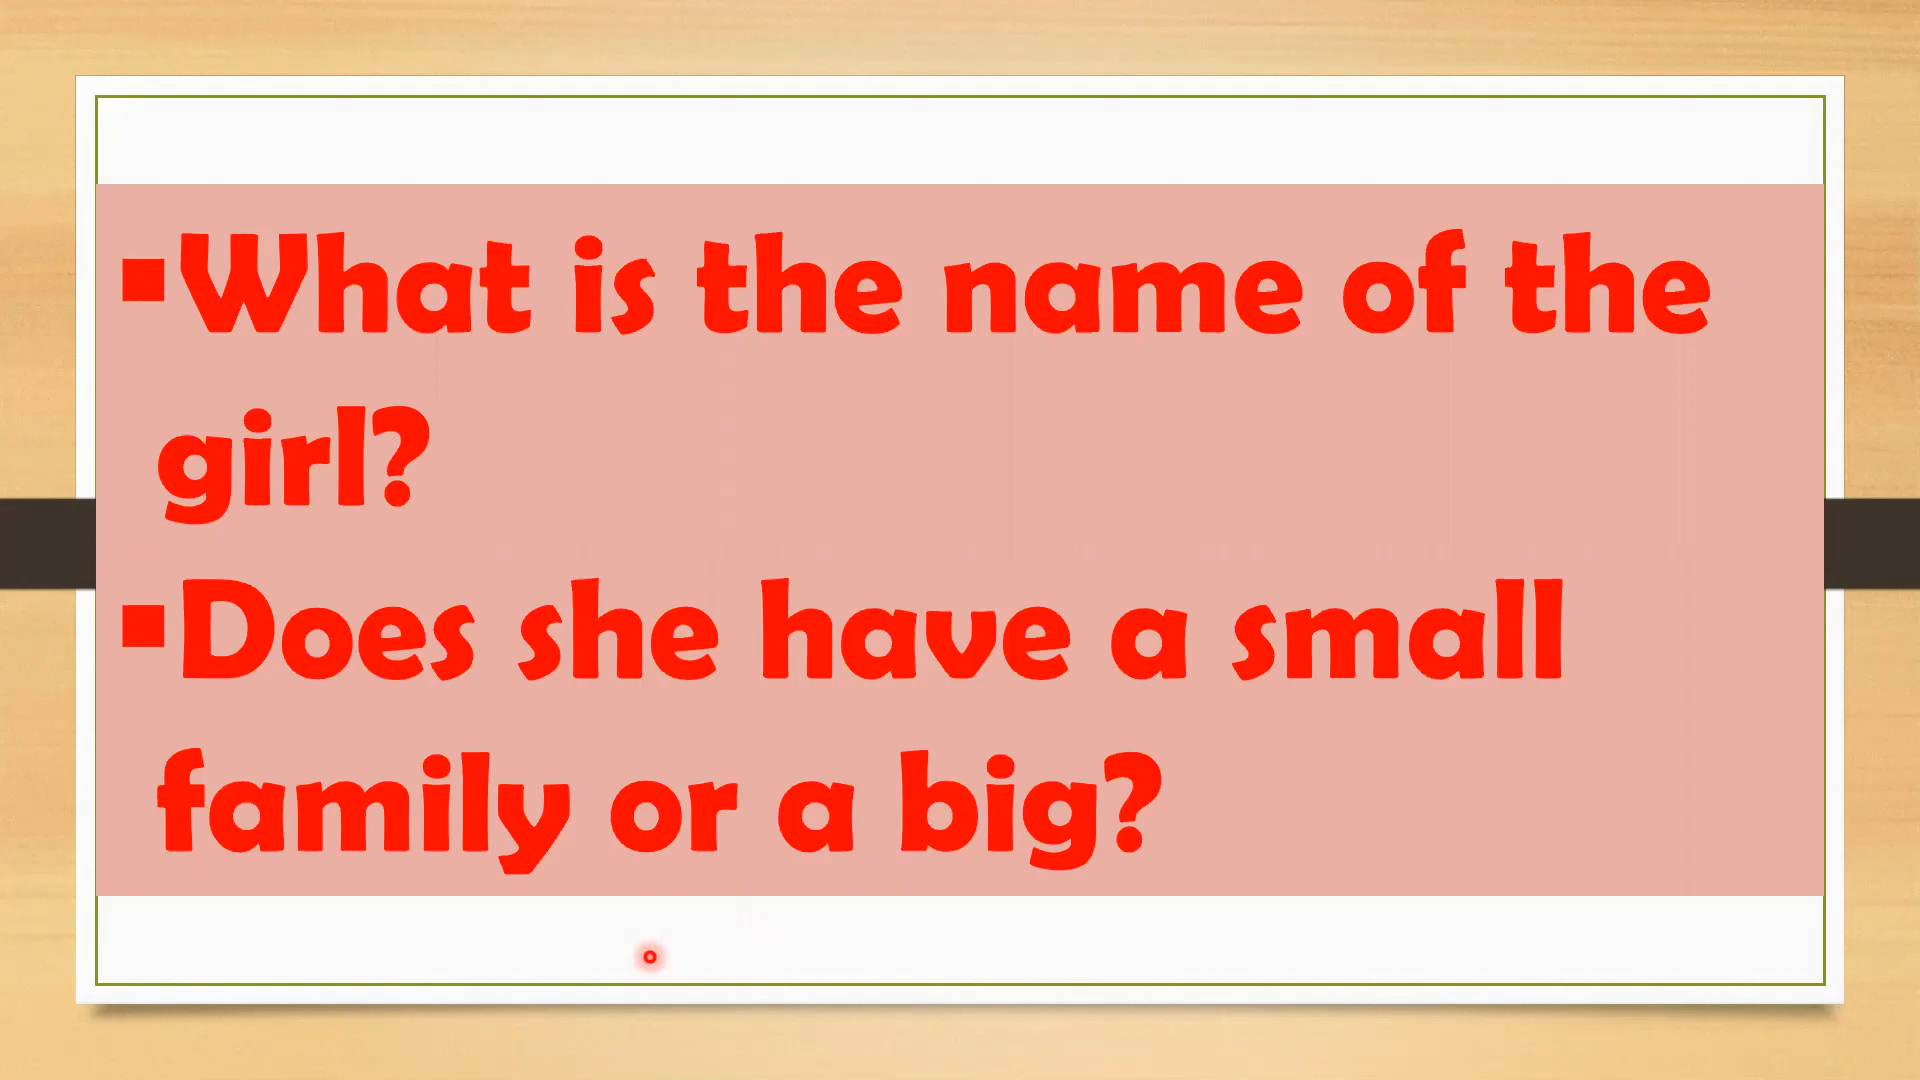 ▪What is the name of the
girl?
▪Does she have a small
family or a big?